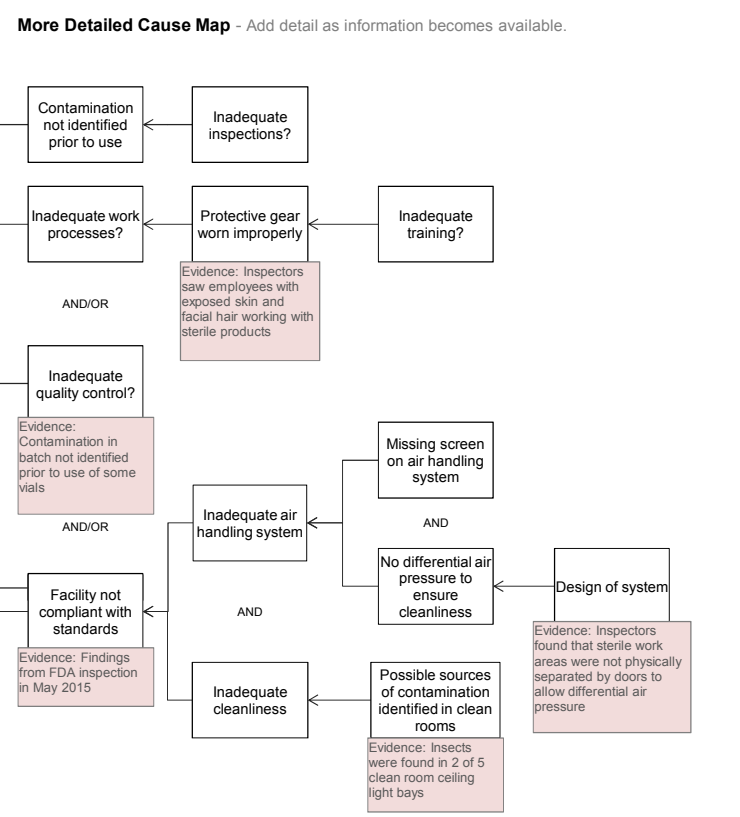 More Detailed Cause Map - Add detail as information becomes available.
Contamination
not identified
prior to use
Inadequate
inspections?
Inadequate work
processes?
Protective gear
worn improperly
Inadequate
training?
Evidence: Inspectors
saw employees with
exposed skin and
facial hair working with
sterile products
AND/OR
Inadequate
quality control?
Evidence:
Contamination in
batch not identified
prior to use of some
vials
AND/OR
Missing screen
on air handling
system
Inadequate air
handling system
AND
No differential air
pressure to
ensure
cleanliness
Design of system
Evidence: Inspectors
found that sterile work
areas were not physically
separated by doors to
allow differential air
pressure
Facility not
compliant with
standards
Evidence: Findings
from FDA inspection
in May 2015
AND
Inadequate
cleanliness
Possible sources
of contamination
identified in clean
rooms
Evidence: Insects
were found in 2 of 5
clean room ceiling
light bays